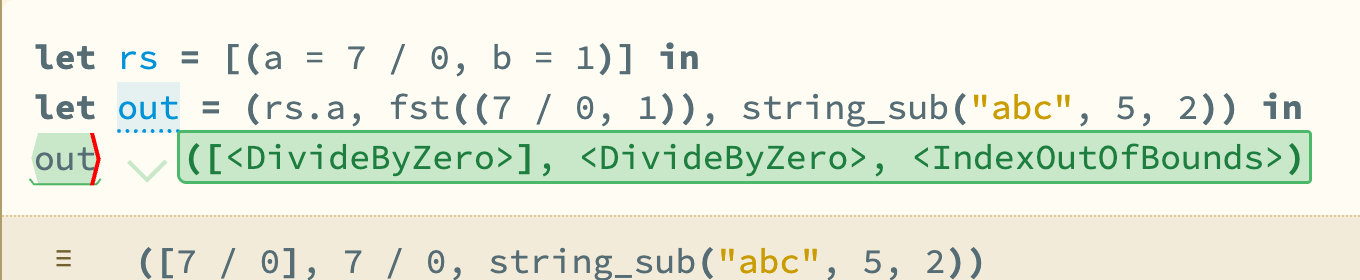 let rs = [(a = 7 / 0, b = 1)] in
let out = (rs.a, fst((7 / 0, 1)), string_sub("abc", 5, 2)) in
out ([<DivideByZero>], <DivideByZero>, <IndexOutOfBounds>)
≡ ([7 / 0], 7 / 0, string_sub("abc", 5, 2))